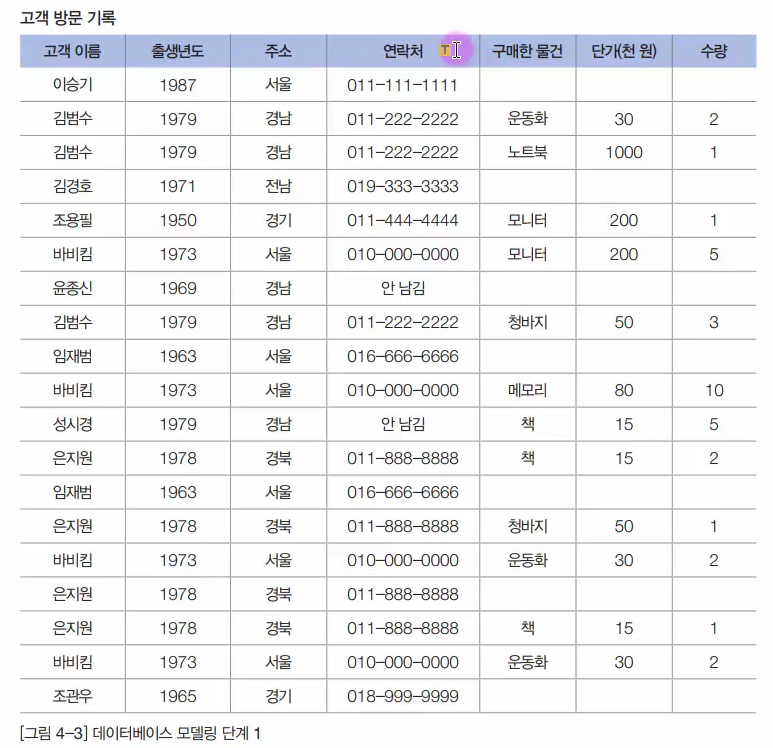 고객 방문 기록
고객 이름 출생년도 주소 연락처 T 구매한 물건 단가(천 원) 수량
이승기 1987 서울 011-111-1111
김범수 1979 경남 011-222-2222 운동화 30 2
김범수 1979 경남 011-222-2222 노트북 1000 1
김경호 1971 전남 019-333-3333
조용필 1950 경기 011-444-4444 모니터 200 1
바비킴 1973 서울 010-000-0000 모니터 200 5
윤종신 1969 경남 안 남김
김범수 1979 경남 011-222-2222 청바지 50 3
임재범 1963 서울 016-666-6666
바비킴 1973 서울 010-000-0000 메모리 80 10
성시경 1979 경남 안 남김 책 15 5
은지원 1978 경북 011-888-8888 책 15 2
임재범 1963 서울 016-666-6666
은지원 1978 경북 011-888-8888 청바지 50 1
바비킴 1973 서울 010-000-0000 운동화 30 2
은지원 1978 경북 011-888-8888
은지원 1978 경북 011-888-8888 책 15 1
바비킴 1973 서울 010-000-0000 운동화 30 2
조관우 1965 경기 018-999-9999
[그림 4-3] 데이터베이스 모델링 단계 1